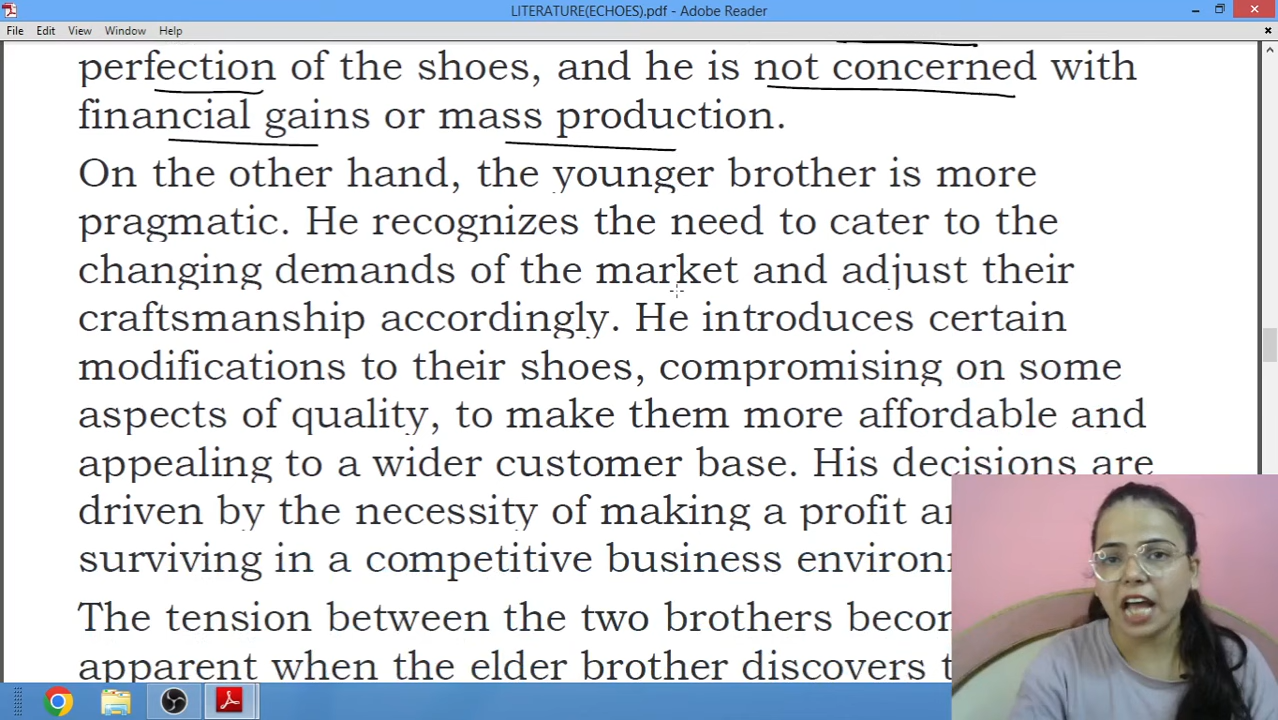 LITERATURE(ECHOES).pdf - Adobe Reader
File Edit View Window Help
perfection of the shoes, and he is not concerned with
financial gains or mass production.
On the other hand, the younger brother is more
pragmatic. He recognizes the need to cater to the
changing demands of the market and adjust their
craftsmanship accordingly. He introduces certain
modifications to their shoes, compromising on some
aspects of quality, to make them more affordable and
appealing to a wider customer base. His decisions are
driven by the necessity of making a profit
surviving in a competitive business
The tension between the two brothers
apparent when the elder brother discovers